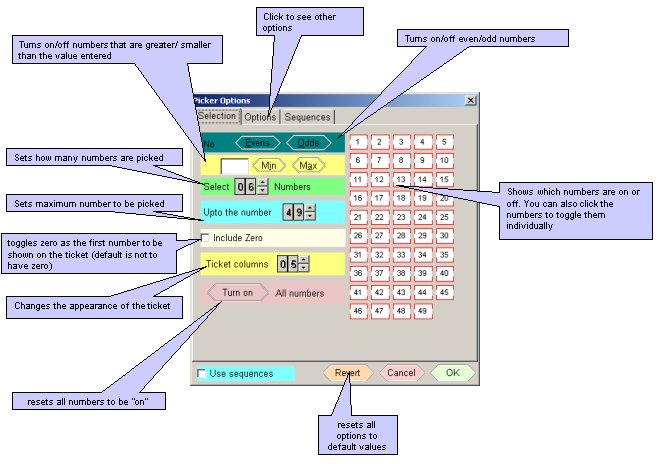 Click to see other
options
Turns on/off numbers that are greater/ smaller
than the value entered
Turns on/off even/odd numbers
Picker Options
Selection Options Sequences
No Evens Odds
Min Max
Sets how many numbers are picked
Select 06 Numbers
Sets maximum number to be picked
Upto the number 49
toggles zero as the first number to be
shown on the ticket (default is not to
have zero)
Include Zero
Ticket columns 05
Changes the appearance of the ticket
Turn on All numbers
1 2 3 4 5
6 7 8 9 10
11 12 13 14 15
16 17 18 19 20
21 22 23 24 25
26 27 28 29 30
31 32 33 34 35
36 37 38 39 40
41 42 43 44 45
46 47 48 49
Shows which numbers are on or
off. You can also click the
numbers to toggle them
individually
Use sequences Revert Cancel OK
resets all numbers to be "on"
resets all
options to
default values